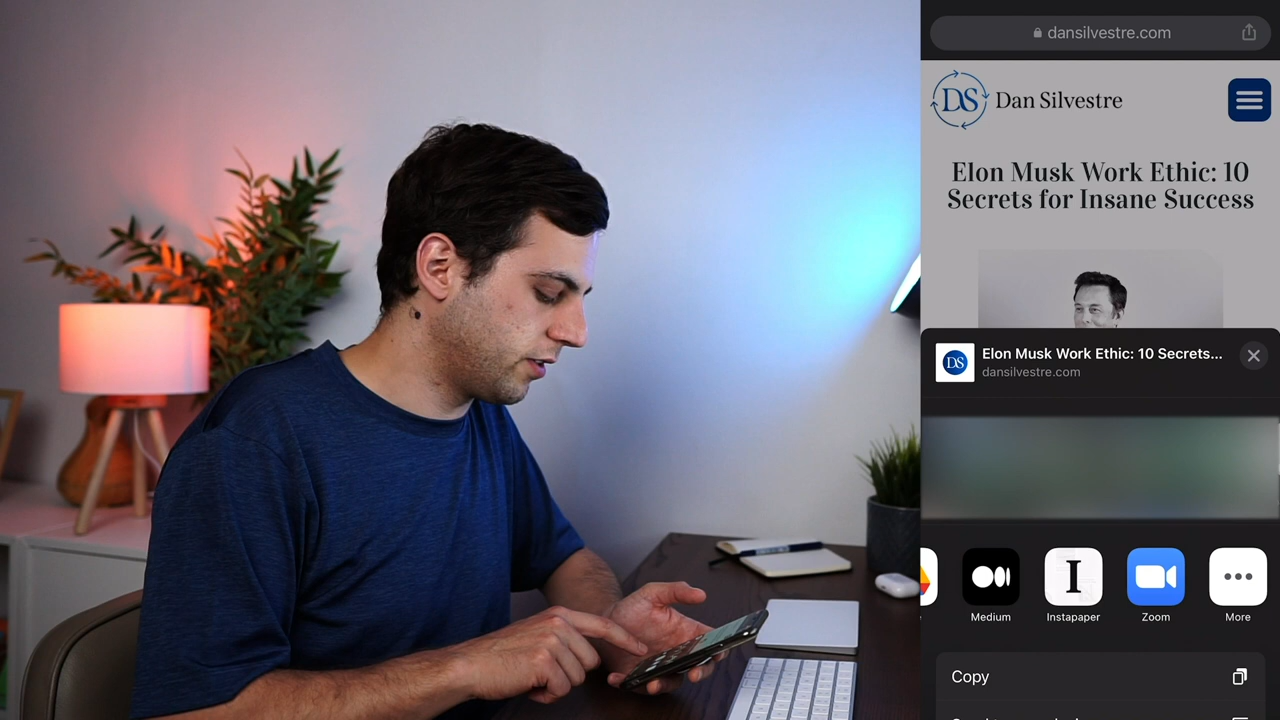 dansilvestre.com
DS
Dan Silvestre
Elon Musk Work Ethic: 10
Secrets for Insane Success
DS
Elon Musk Work Ethic: 10 Secrets...
dansilvestre.com
Medium
I
Instapaper
Zoom
More
Copy